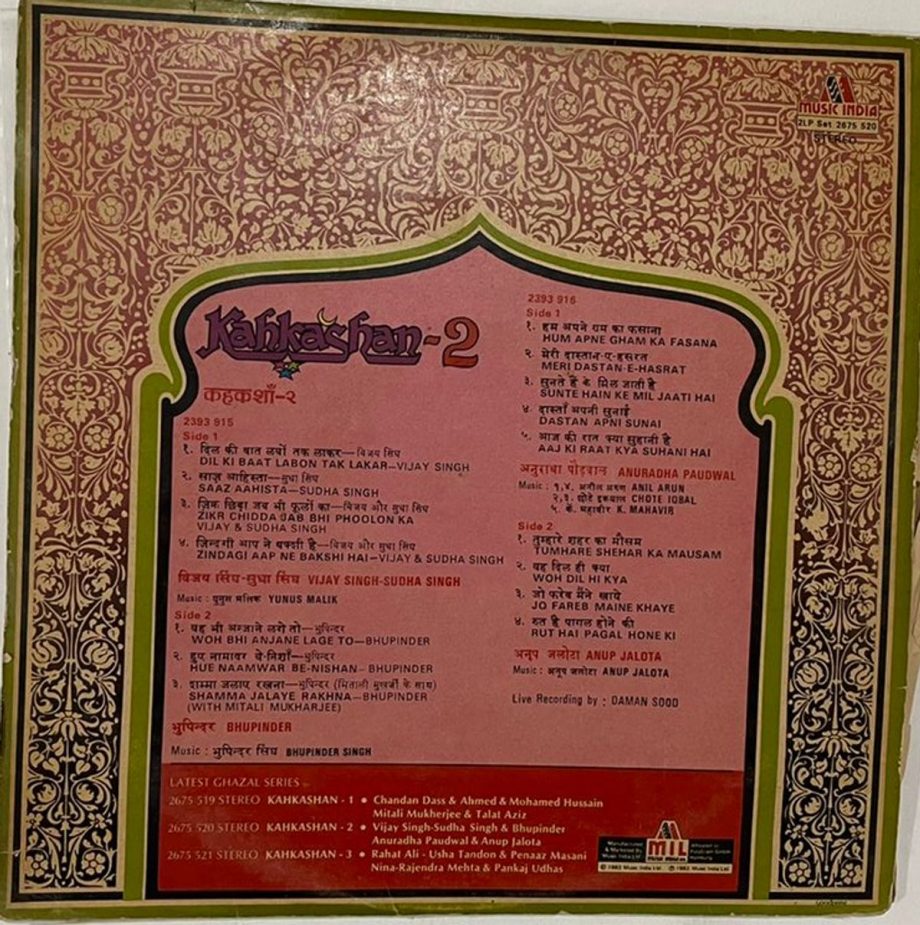 MUSIC INDIA
2LP Set 2675 520
STEREO
Kahkashan-2
कहकशाँ-२
2393 915
Side 1
१. दिल की बात लबों तक लाकर—विजय सिंघ
DIL KI BAAT LABON TAK LAKAR—VIJAY SINGH
२. साज़ आहिस्ता—सुधा सिंघ
SAAZ AAHISTA—SUDHA SINGH
३. ज़िक्र छिड़ा जब भी फूलों का—विजय और सुधा सिंघ
ZIKR CHIDDA JAB BHI PHOOLON KA
VIJAY & SUDHA SINGH
४. ज़िन्दगी आप ने बक्शी है—विजय और सुधा सिंघ
ZINDAGI AAP NE BAKSHI HAI—VIJAY & SUDHA SINGH
विजय सिंघ-सुधा सिंघ VIJAY SINGH-SUDHA SINGH
Music : युनुस मलिक YUNUS MALIK
Side 2
१. वह भी अन्जाने लगे तो—भुपिन्दर
WOH BHI ANJANE LAGE TO—BHUPINDER
२. हुए नामवर बे-निशाँ—भुपिन्दर
HUE NAAMWAR BE-NISHAN—BHUPINDER
३. शम्मा जलाए रखना—भुपिन्दर (मिताली मुखर्जी के साथ)
SHAMMA JALAYE RAKHNA—BHUPINDER
(WITH MITALI MUKHARJEE)
भुपिन्दर BHUPINDER
Music : भुपिन्दर सिंघ BHUPINDER SINGH
2393 916
Side 1
१. हम अपने ग़म का फ़साना
HUM APNE GHAM KA FASANA
२. मेरी दास्तान-ए-हसरत
MERI DASTAN-E-HASRAT
३. सुनते हैं के मिल जाती है
SUNTE HAIN KE MIL JAATI HAI
४. दास्ताँ अपनी सुनाई
DASTAN APNI SUNAI
५. आज की रात क्या सुहानी है
AAJ KI RAAT KYA SUHANI HAI
अनुराधा पौडवाल ANURADHA PAUDWAL
Music : १,४. अनील अरुण ANIL ARUN
२,३. छोटे इकबाल CHOTE IQBAL
५. के. महावीर K. MAHAVIR
Side 2
१. तुम्हारे शहर का मौसम
TUMHARE SHEHAR KA MAUSAM
२. वह दिल ही क्या
WOH DIL HI KYA
३. जो फरेब मैंने खाये
JO FAREB MAINE KHAYE
४. रुत है पागल होने की
RUT HAI PAGAL HONE KI
अनुप जलोटा ANUP JALOTA
Music : अनुप जलोटा ANUP JALOTA
Live Recording by : DAMAN SOOD
LATEST GHAZAL SERIES
2675 519 STEREO KAHKASHAN - 1 • Chandan Dass & Ahmed & Mohamed Hussain
Mitali Mukherjee & Talat Aziz
2675 520 STEREO KAHKASHAN - 2 • Vijay Singh-Sudha Singh & Bhupinder
Anuradha Paudwal & Anup Jalota
2675 521 STEREO KAHKASHAN - 3 • Rahat Ali - Usha Tandon & Penaaz Masani
Nina-Rajendra Mehta & Pankaj Udhas
Manufactured
& Marketed By
Music India Ltd
MIL
MUSIC INDIA